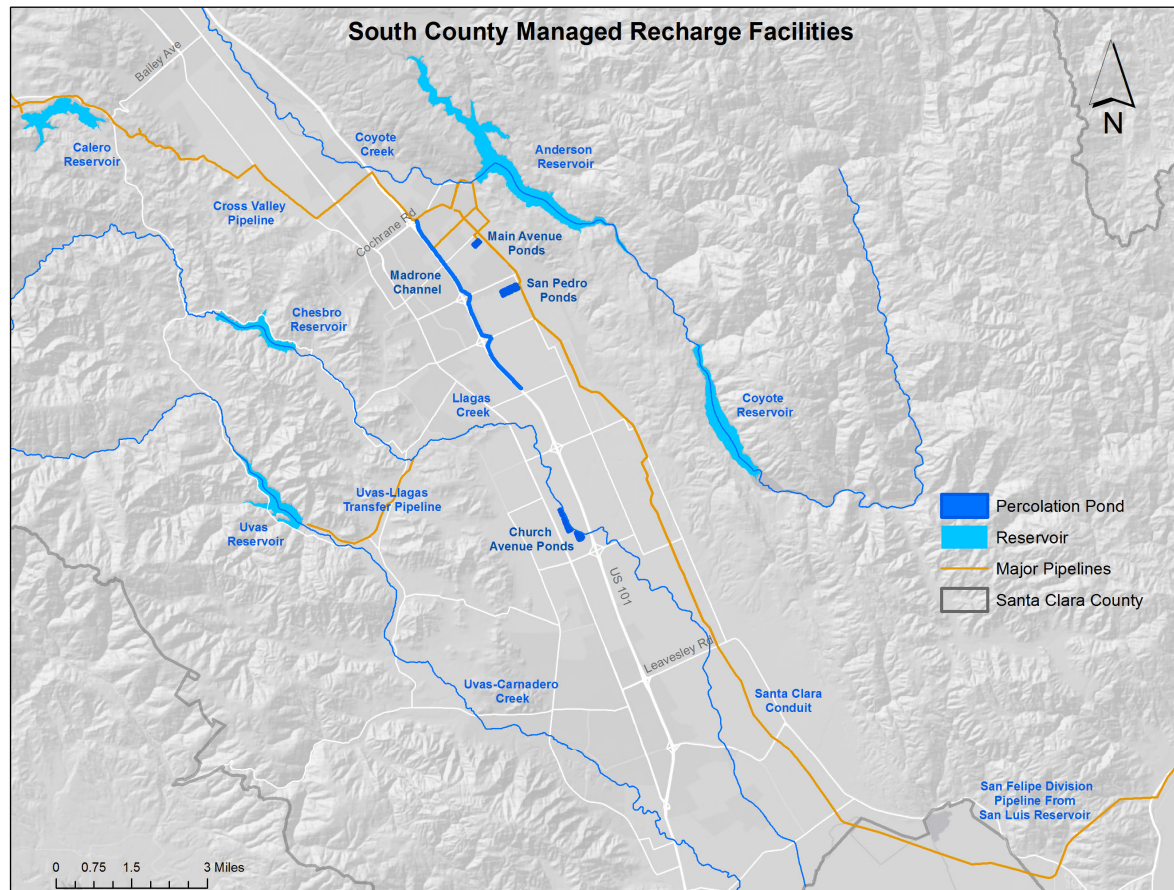 South County Managed Recharge Facilities
Bailey Ave
N
Calero
Reservoir
Coyote
Creek
Anderson
Reservoir
Cross Valley
Pipeline
Cochrane Rd
Main Avenue
Ponds
Madrone
Channel
San Pedro
Ponds
Chesbro
Reservoir
Llagas
Creek
Coyote
Reservoir
Uvas-Llagas
Transfer Pipeline
Uvas
Reservoir
Church
Avenue Ponds
US 101
Percolation Pond
Reservoir
Major Pipelines
Santa Clara County
Leavesley Rd
Uvas-Carnadero
Creek
Santa Clara
Conduit
San Felipe Division
Pipeline From
San Luis Reservoir
0 0.75 1.5 3 Miles